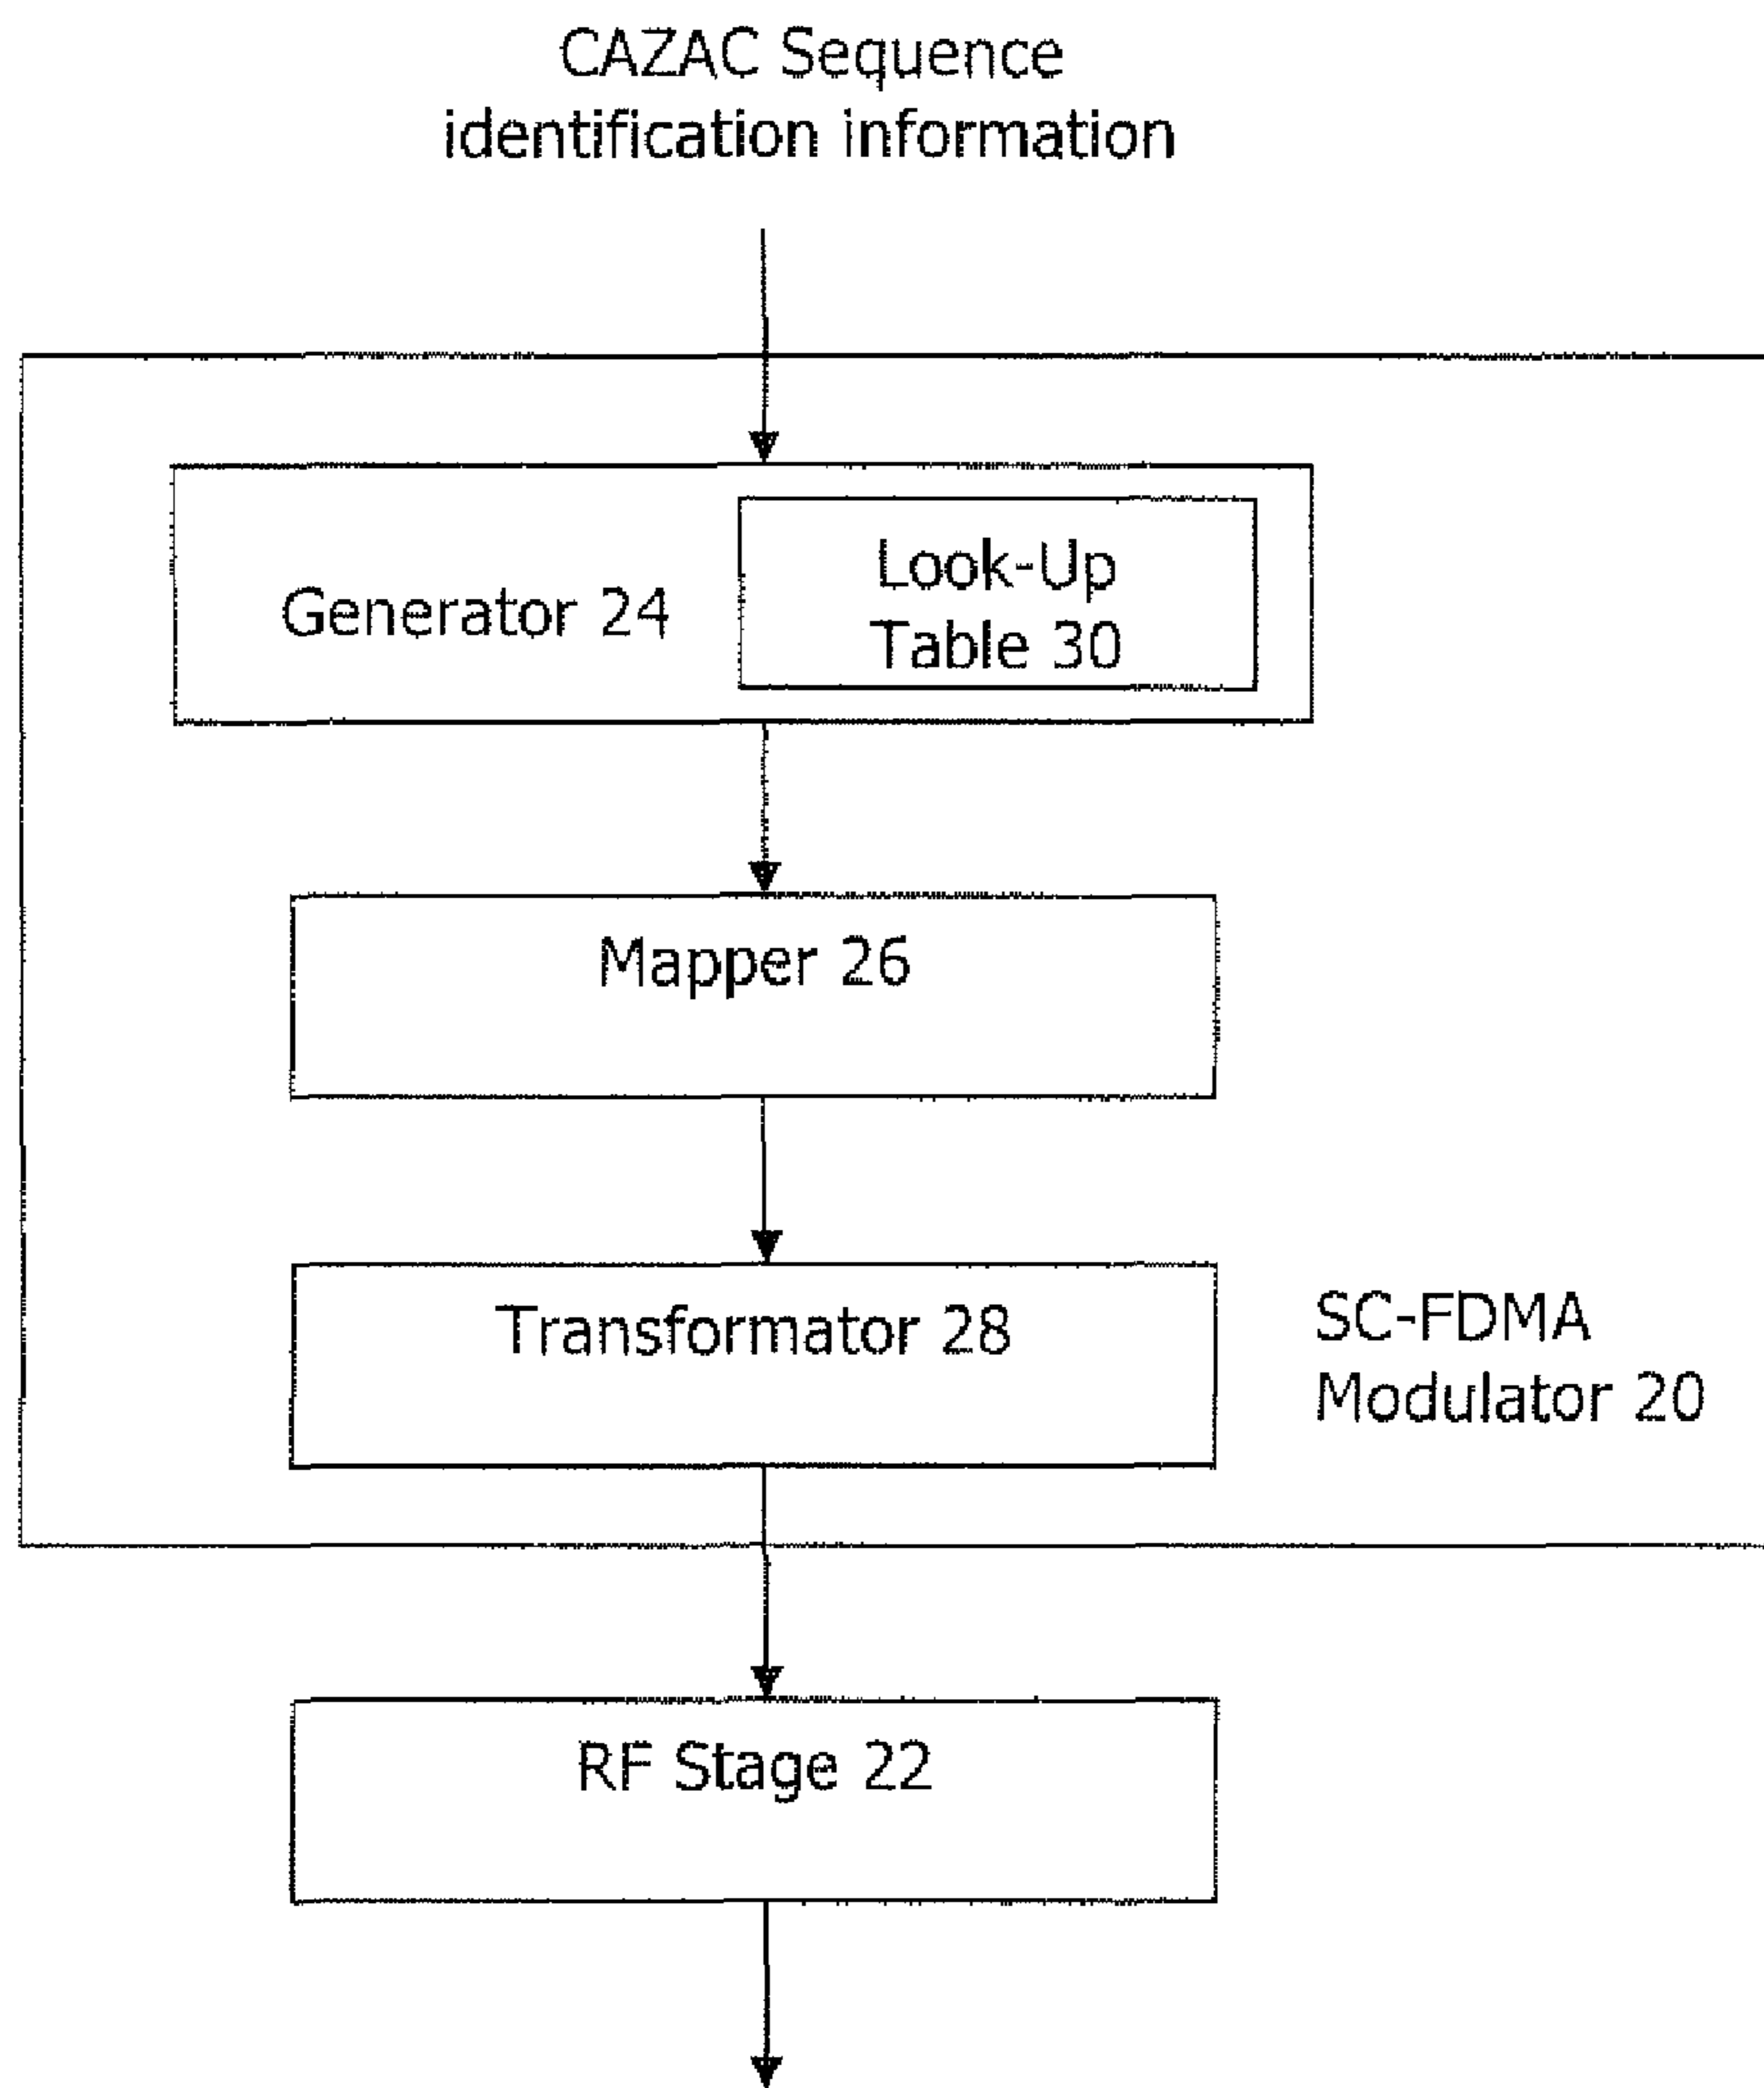 CAZAC Sequence
identification information
Generator 24
Look-Up
Table 30
Mapper 26
Transformator 28
SC-FDMA
Modulator 20
RF Stage 22